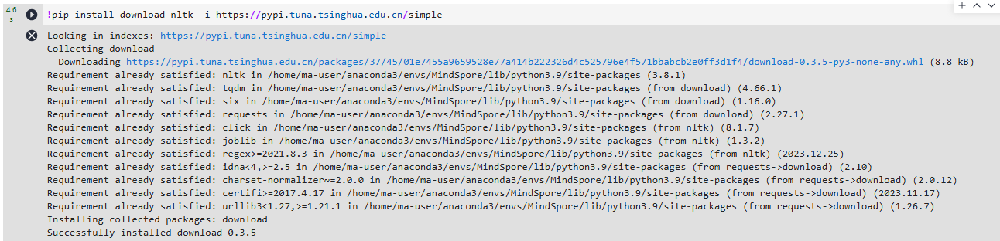 4.6
s
!pip install download nltk -i https://pypi.tuna.tsinghua.edu.cn/simple
Looking in indexes: https://pypi.tuna.tsinghua.edu.cn/simple
Collecting download
  Downloading https://pypi.tuna.tsinghua.edu.cn/packages/37/45/01e7455a9659528e77a414b222326d4c525796e4f571bbabcb2e0ff3d1f4/download-0.3.5-py3-none-any.whl (8.8 kB)
Requirement already satisfied: nltk in /home/ma-user/anaconda3/envs/MindSpore/lib/python3.9/site-packages (3.8.1)
Requirement already satisfied: tqdm in /home/ma-user/anaconda3/envs/MindSpore/lib/python3.9/site-packages (from download) (4.66.1)
Requirement already satisfied: six in /home/ma-user/anaconda3/envs/MindSpore/lib/python3.9/site-packages (from download) (1.16.0)
Requirement already satisfied: requests in /home/ma-user/anaconda3/envs/MindSpore/lib/python3.9/site-packages (from download) (2.27.1)
Requirement already satisfied: click in /home/ma-user/anaconda3/envs/MindSpore/lib/python3.9/site-packages (from nltk) (8.1.7)
Requirement already satisfied: joblib in /home/ma-user/anaconda3/envs/MindSpore/lib/python3.9/site-packages (from nltk) (1.3.2)
Requirement already satisfied: regex>=2021.8.3 in /home/ma-user/anaconda3/envs/MindSpore/lib/python3.9/site-packages (from nltk) (2023.12.25)
Requirement already satisfied: idna<4,>=2.5 in /home/ma-user/anaconda3/envs/MindSpore/lib/python3.9/site-packages (from requests->download) (2.10)
Requirement already satisfied: charset-normalizer~=2.0.0 in /home/ma-user/anaconda3/envs/MindSpore/lib/python3.9/site-packages (from requests->download) (2.0.12)
Requirement already satisfied: certifi>=2017.4.17 in /home/ma-user/anaconda3/envs/MindSpore/lib/python3.9/site-packages (from requests->download) (2023.11.17)
Requirement already satisfied: urllib3<1.27,>=1.21.1 in /home/ma-user/anaconda3/envs/MindSpore/lib/python3.9/site-packages (from requests->download) (1.26.7)
Installing collected packages: download
Successfully installed download-0.3.5